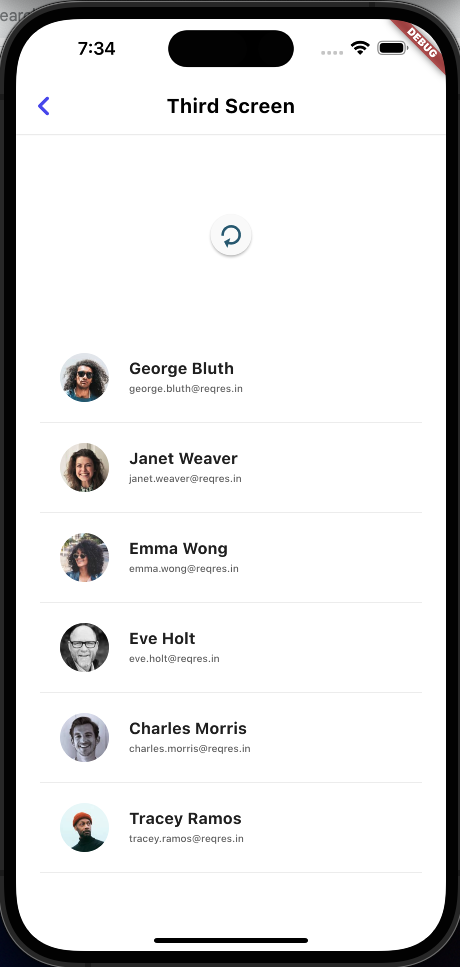 earc
7:34
DEBUG
Third Screen
George Bluth
george.bluth@reqres.in
Janet Weaver
janet.weaver@reqres.in
Emma Wong
emma.wong@reqres.in
Eve Holt
eve.holt@reqres.in
Charles Morris
charles.morris@reqres.in
Tracey Ramos
tracey.ramos@reqres.in